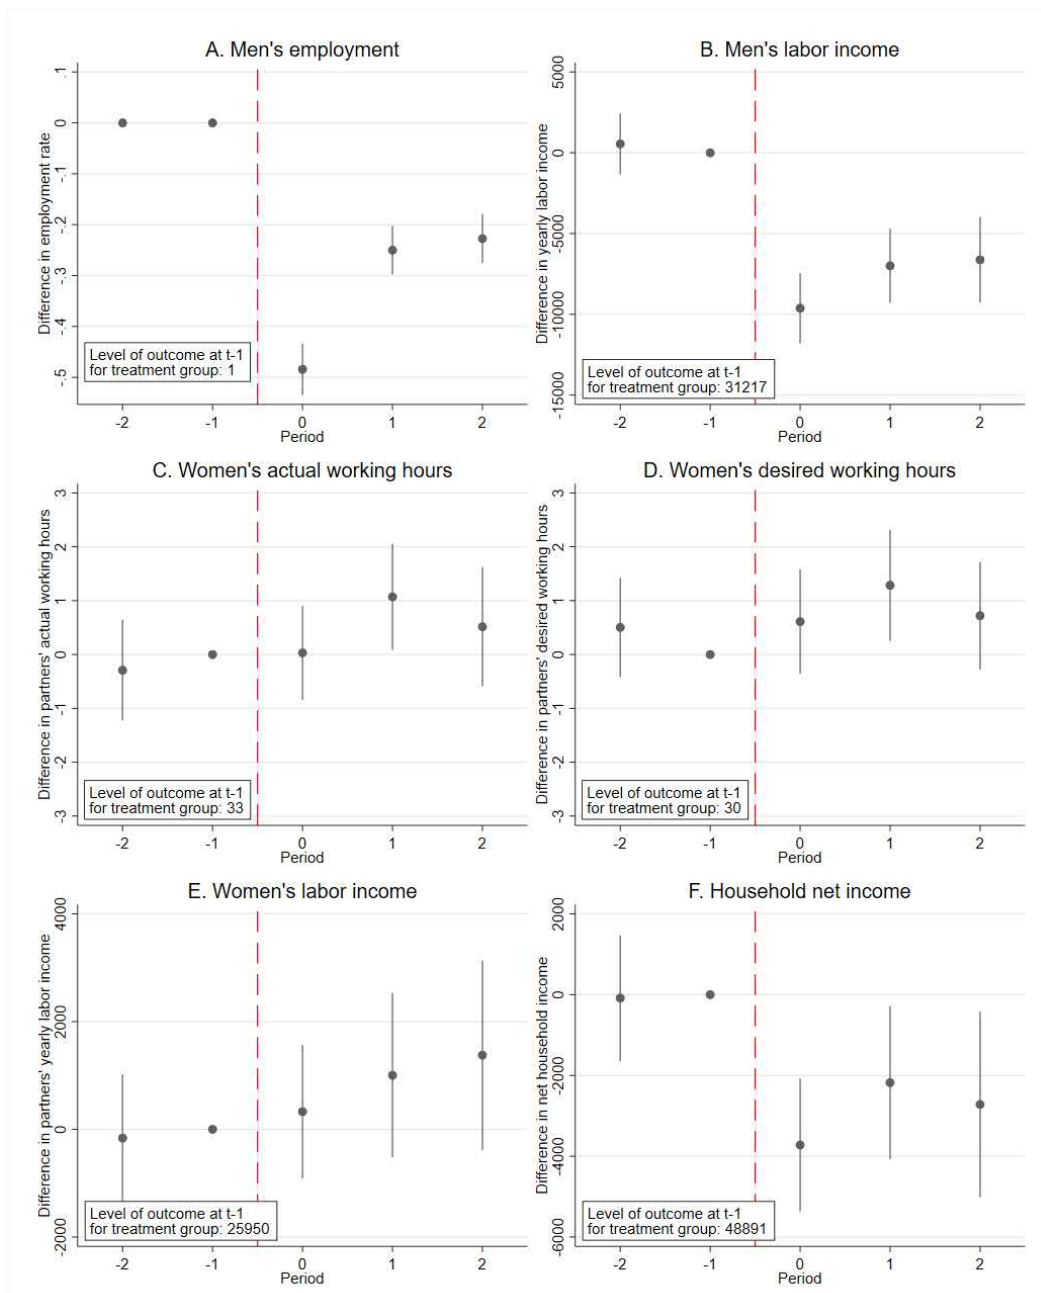 A. Men's employment
Difference in employment rate
.1
0
-.1
-.2
-.3
-.4
-.5
Level of outcome at t-1
for treatment group: 1
-2
-1
0
1
2
Period
B. Men's labor income
Difference in yearly labor income
5000
0
-5000
-10000
-15000
Level of outcome at t-1
for treatment group: 31217
-2
-1
0
1
2
Period
C. Women's actual working hours
Difference in partners' actual working hours
3
2
1
0
-1
-2
-3
Level of outcome at t-1
for treatment group: 33
-2
-1
0
1
2
Period
D. Women's desired working hours
Difference in partners' desired working hours
3
2
1
0
-1
-2
-3
Level of outcome at t-1
for treatment group: 30
-2
-1
0
1
2
Period
E. Women's labor income
Difference in partners' yearly labor income
4000
2000
0
-2000
Level of outcome at t-1
for treatment group: 25950
-2
-1
0
1
2
Period
F. Household net income
Difference in net household income
2000
0
-2000
-4000
-6000
Level of outcome at t-1
for treatment group: 48891
-2
-1
0
1
2
Period